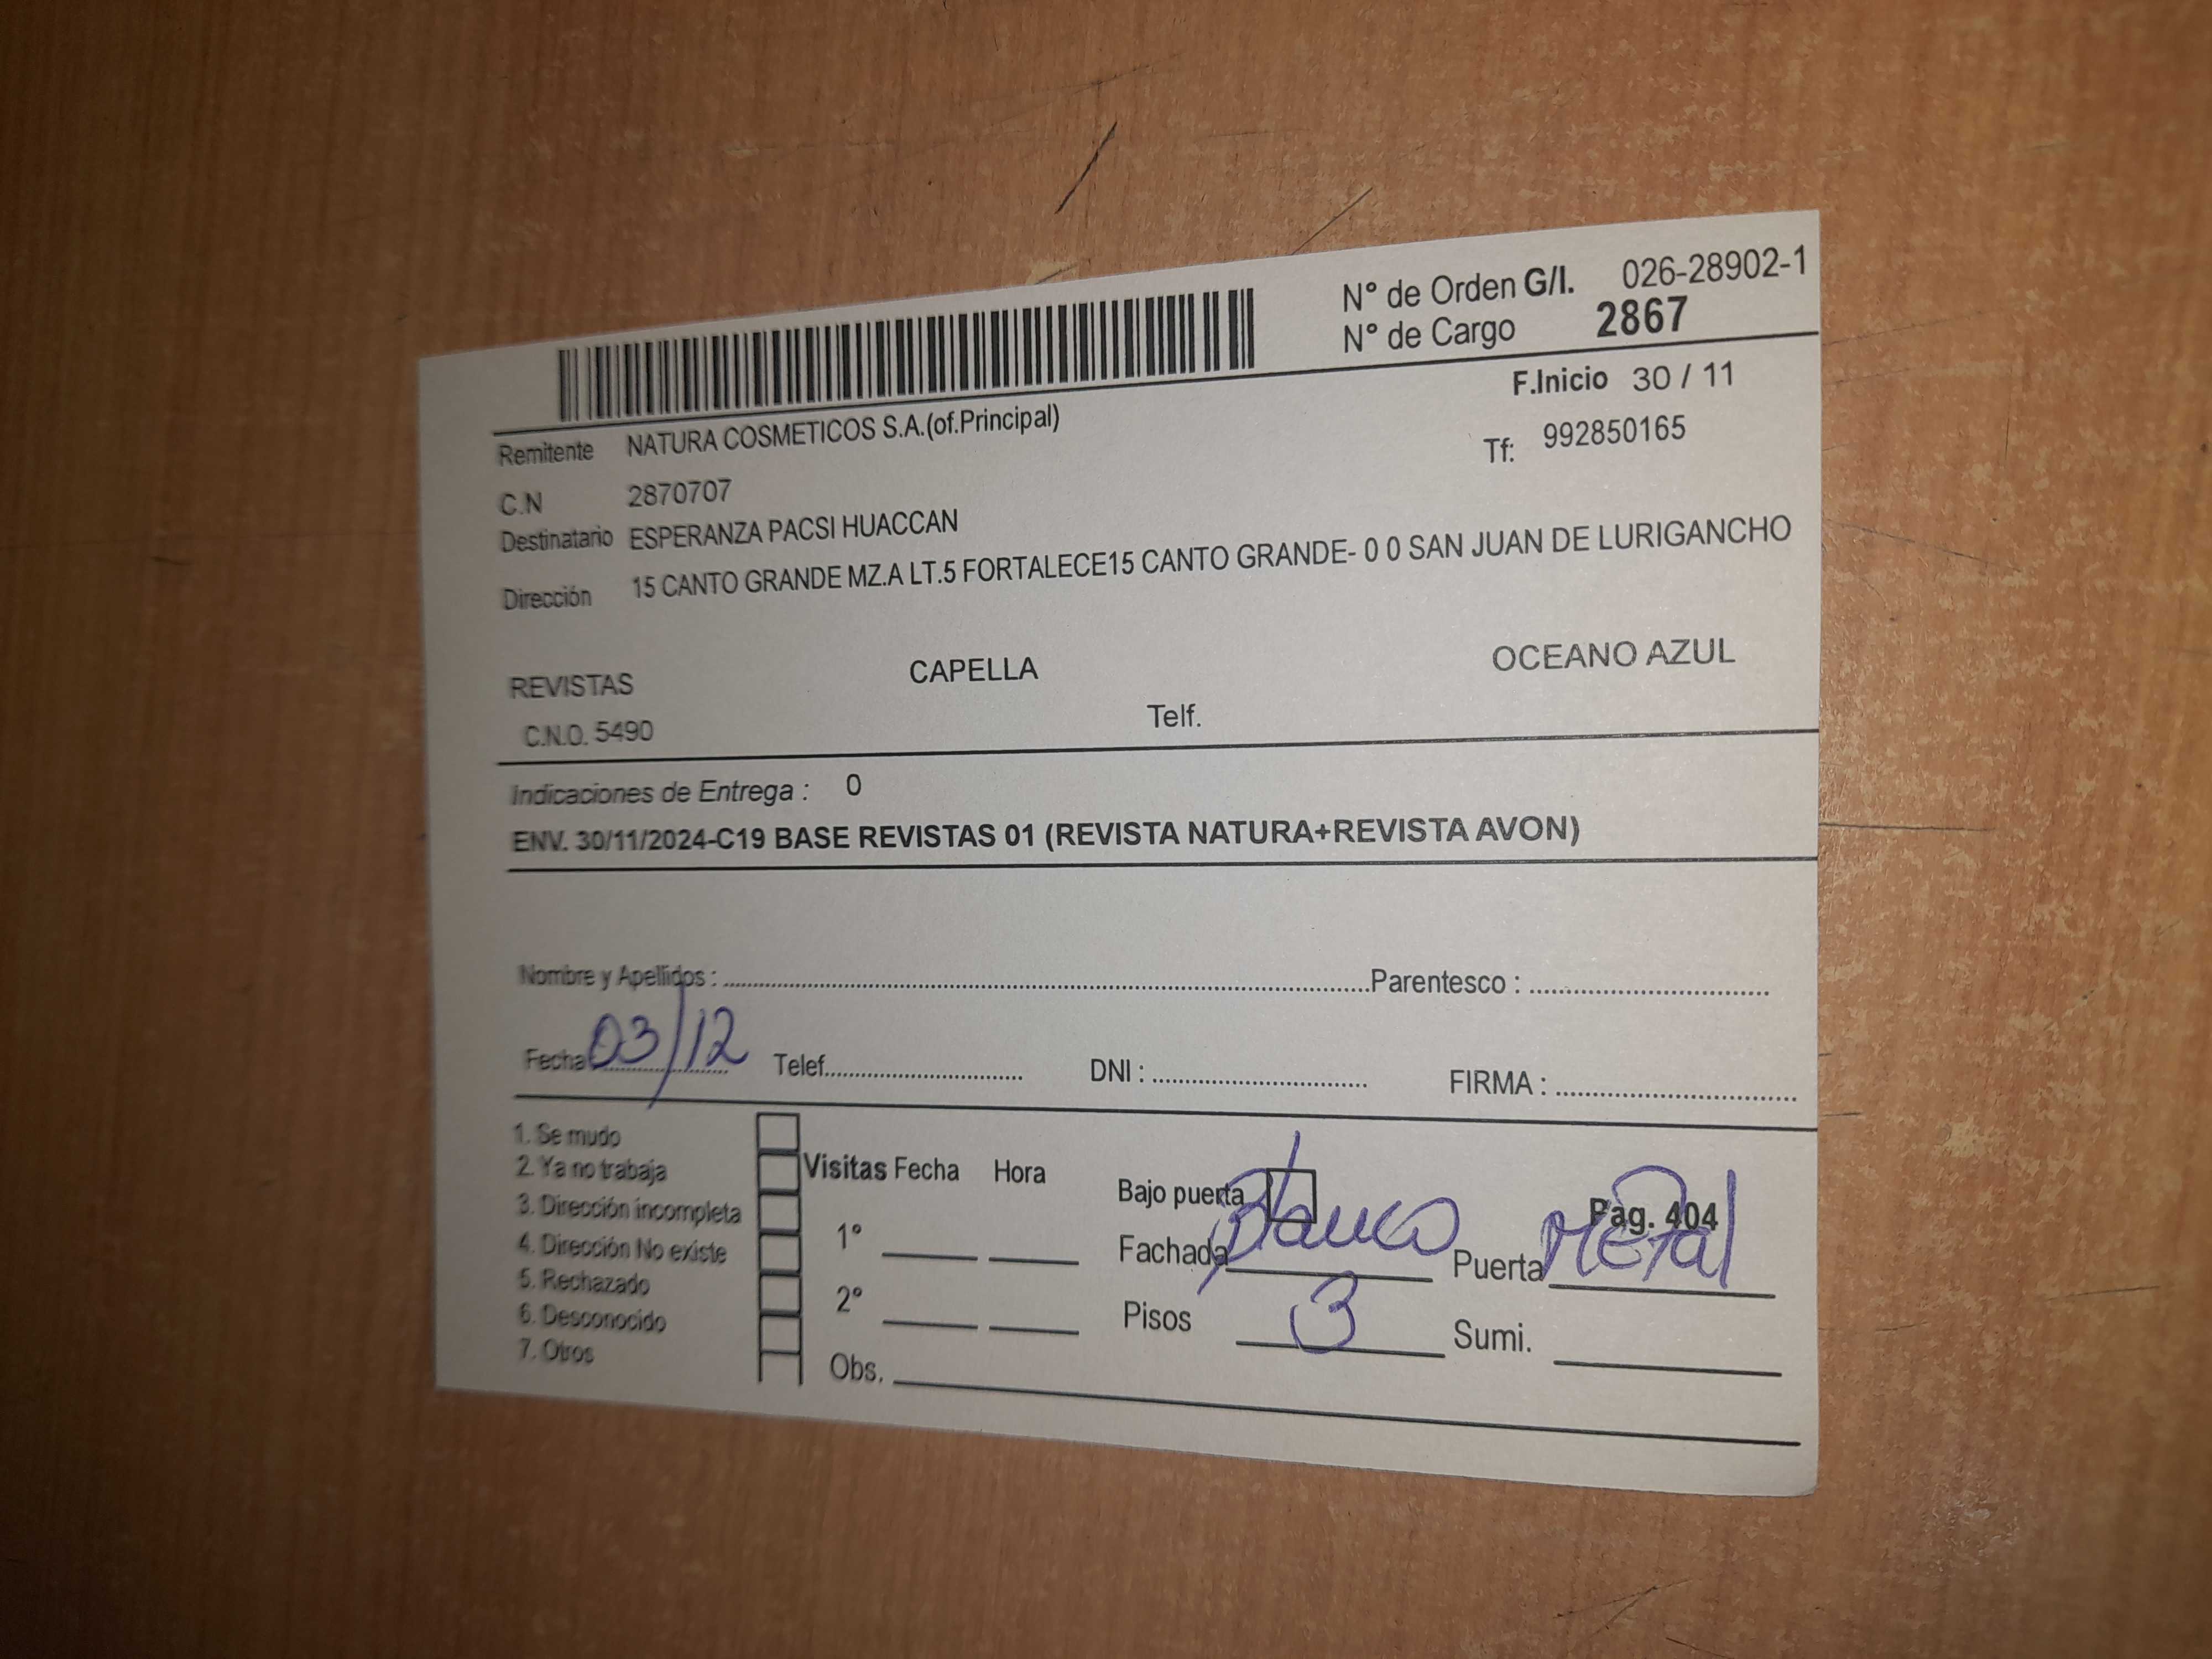 N° de Orden G/I. 026-28902-1
N° de Cargo 2867
F.Inicio 30 / 11
Remitente NATURA COSMETICOS S.A.(of.Principal)
Tf: 992850165
C.N 2870707
Destinatario ESPERANZA PACSI HUACCAN
Dirección 15 CANTO GRANDE MZ.A LT.5 FORTALECE15 CANTO GRANDE- 0 0 SAN JUAN DE LURIGANCHO
REVISTAS CAPELLA OCEANO AZUL
C.N.O. 5490 Telf.
Indicaciones de Entrega : 0
ENV. 30/11/2024-C19 BASE REVISTAS 01 (REVISTA NATURA+REVISTA AVON)
Nombre y Apellidos : Parentesco :
Fecha 03/12 Telef. DNI : FIRMA :
1. Se mudo
2. Ya no trabaja
3. Dirección incompleta
4. Dirección No existe
5. Rechazado
6. Desconocido
7. Otros
Visitas Fecha Hora
1°
2°
Obs.
Bajo puerta Pag. 404
Fachada Blanco Puerta Metal
Pisos 3 Sumi.